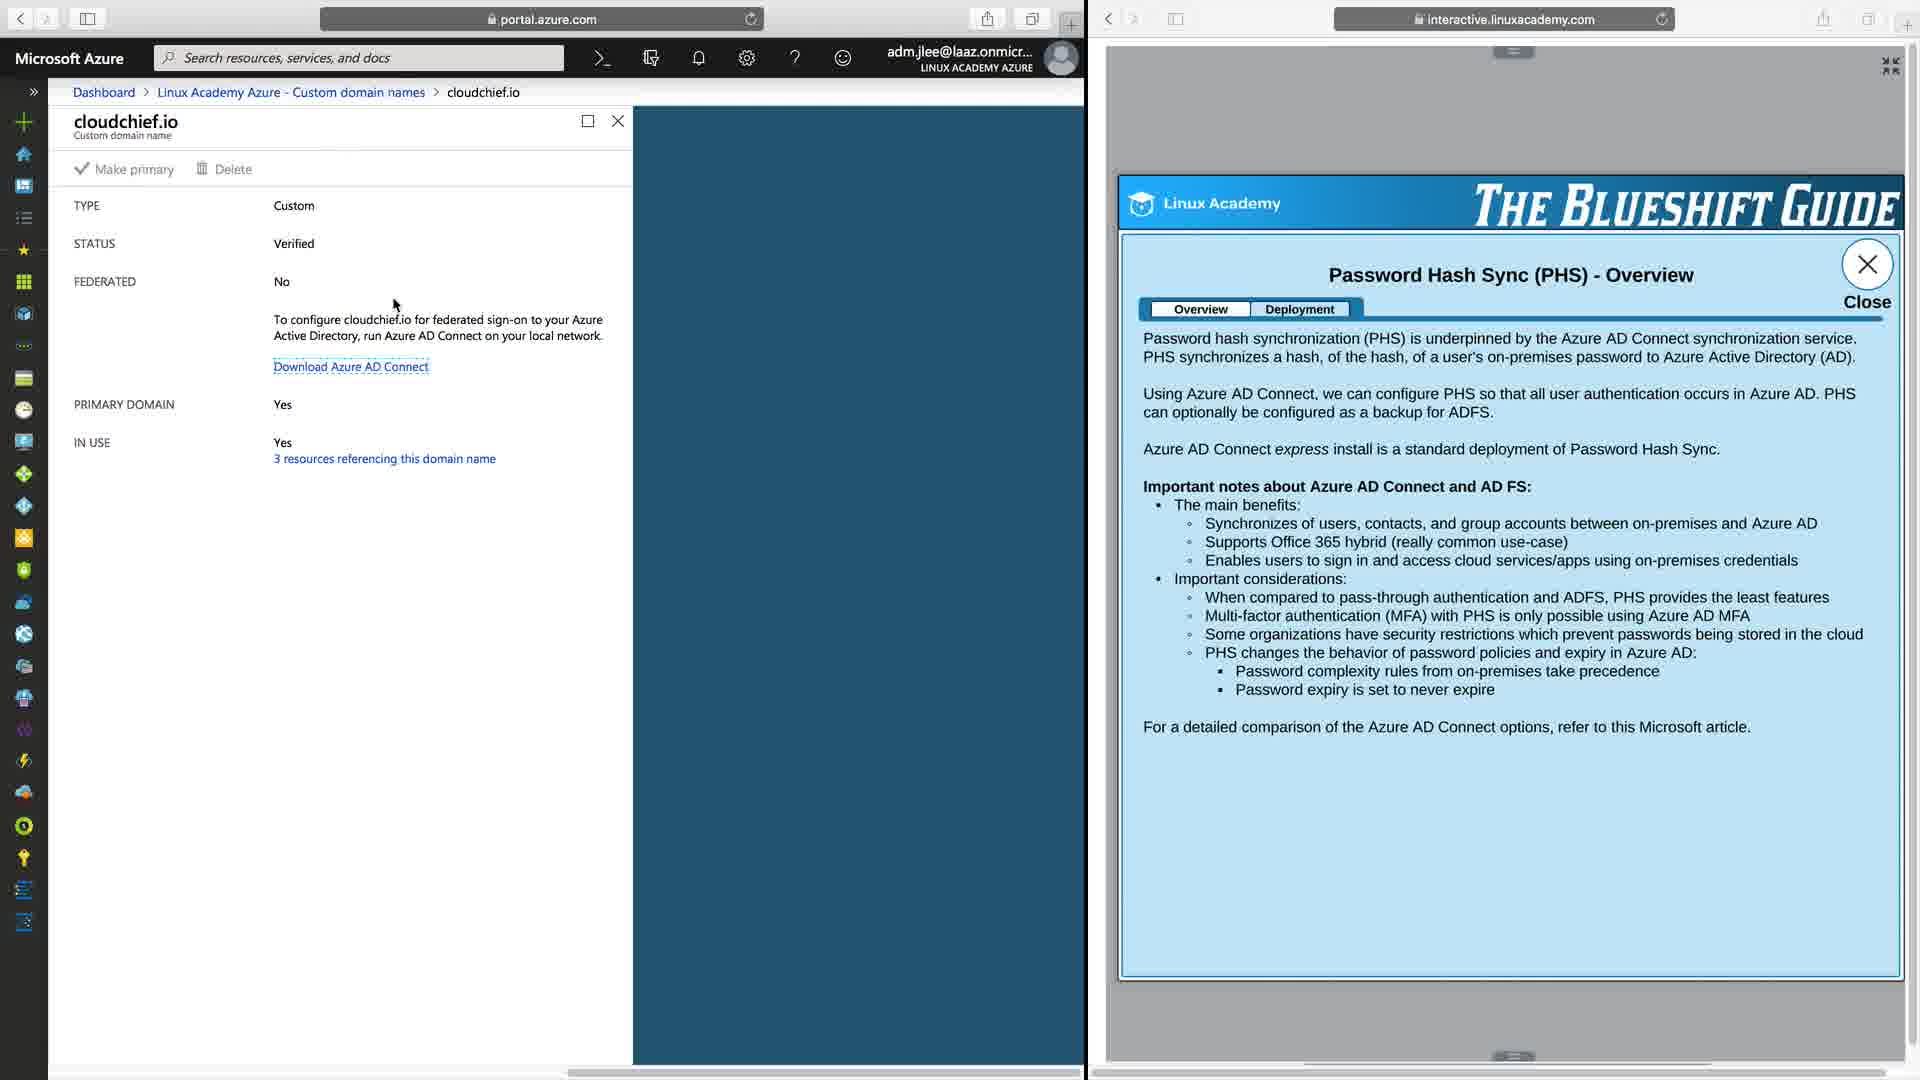 portal.azure.com
Microsoft Azure
Search resources, services, and docs
adm.jlee@laaz.onmicr...
LINUX ACADEMY AZURE
Dashboard > Linux Academy Azure - Custom domain names > cloudchief.io
cloudchief.io
Custom domain name
Make primary
Delete
TYPE
Custom
STATUS
Verified
FEDERATED
No
To configure cloudchief.io for federated sign-on to your Azure
Active Directory, run Azure AD Connect on your local network.
Download Azure AD Connect
PRIMARY DOMAIN
Yes
IN USE
Yes
3 resources referencing this domain name
interactive.linuxacademy.com
Linux Academy
THE BLUESHIFT GUIDE
Password Hash Sync (PHS) - Overview
Close
Overview
Deployment
Password hash synchronization (PHS) is underpinned by the Azure AD Connect synchronization service.
PHS synchronizes a hash, of the hash, of a user's on-premises password to Azure Active Directory (AD).
Using Azure AD Connect, we can configure PHS so that all user authentication occurs in Azure AD. PHS
can optionally be configured as a backup for ADFS.
Azure AD Connect express install is a standard deployment of Password Hash Sync.
Important notes about Azure AD Connect and AD FS:
• The main benefits:
◦ Synchronizes of users, contacts, and group accounts between on-premises and Azure AD
◦ Supports Office 365 hybrid (really common use-case)
◦ Enables users to sign in and access cloud services/apps using on-premises credentials
• Important considerations:
◦ When compared to pass-through authentication and ADFS, PHS provides the least features
◦ Multi-factor authentication (MFA) with PHS is only possible using Azure AD MFA
◦ Some organizations have security restrictions which prevent passwords being stored in the cloud
◦ PHS changes the behavior of password policies and expiry in Azure AD:
▪ Password complexity rules from on-premises take precedence
▪ Password expiry is set to never expire
For a detailed comparison of the Azure AD Connect options, refer to this Microsoft article.